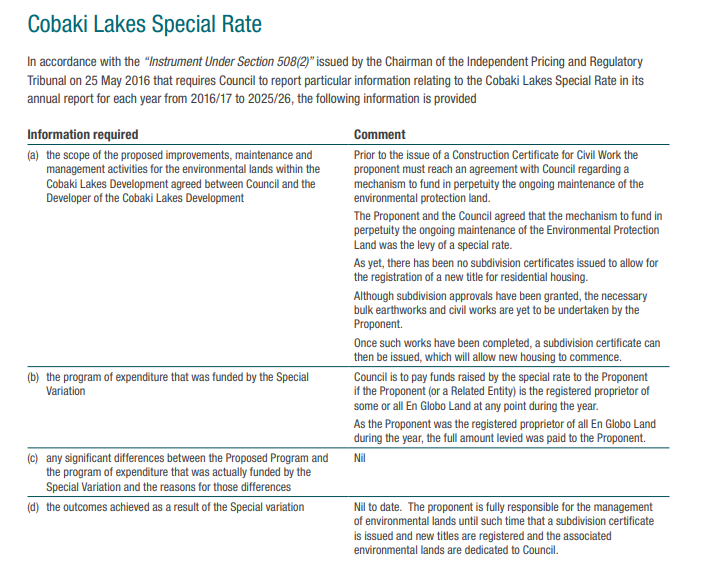 Cobaki Lakes Special Rate
In accordance with the “Instrument Under Section 508(2)” issued by the Chairman of the Independent Pricing and Regulatory
Tribunal on 25 May 2016 that requires Council to report particular information relating to the Cobaki Lakes Special Rate in its
annual report for each year from 2016/17 to 2025/26, the following information is provided
Information required
Comment
(a) the scope of the proposed improvements, maintenance and
management activities for the environmental lands within the
Cobaki Lakes Development agreed between Council and the
Developer of the Cobaki Lakes Development
Prior to the issue of a Construction Certificate for Civil Work the
proponent must reach an agreement with Council regarding a
mechanism to fund in perpetuity the ongoing maintenance of the
environmental protection land.
The Proponent and the Council agreed that the mechanism to fund in
perpetuity the ongoing maintenance of the Environmental Protection
Land was the levy of a special rate.
As yet, there has been no subdivision certificates issued to allow for
the registration of a new title for residential housing.
Although subdivision approvals have been granted, the necessary
bulk earthworks and civil works are yet to be undertaken by the
Proponent.
Once such works have been completed, a subdivision certificate can
then be issued, which will allow new housing to commence.
(b) the program of expenditure that was funded by the Special
Variation
Council is to pay funds raised by the special rate to the Proponent
if the Proponent (or a Related Entity) is the registered proprietor of
some or all En Globo Land at any point during the year.
As the Proponent was the registered proprietor of all En Globo Land
during the year, the full amount levied was paid to the Proponent.
(c) any significant differences between the Proposed Program and
the program of expenditure that was actually funded by the
Special Variation and the reasons for those differences
Nil
(d) the outcomes achieved as a result of the Special variation
Nil to date. The proponent is fully responsible for the management
of environmental lands until such time that a subdivision certificate
is issued and new titles are registered and the associated
environmental lands are dedicated to Council.